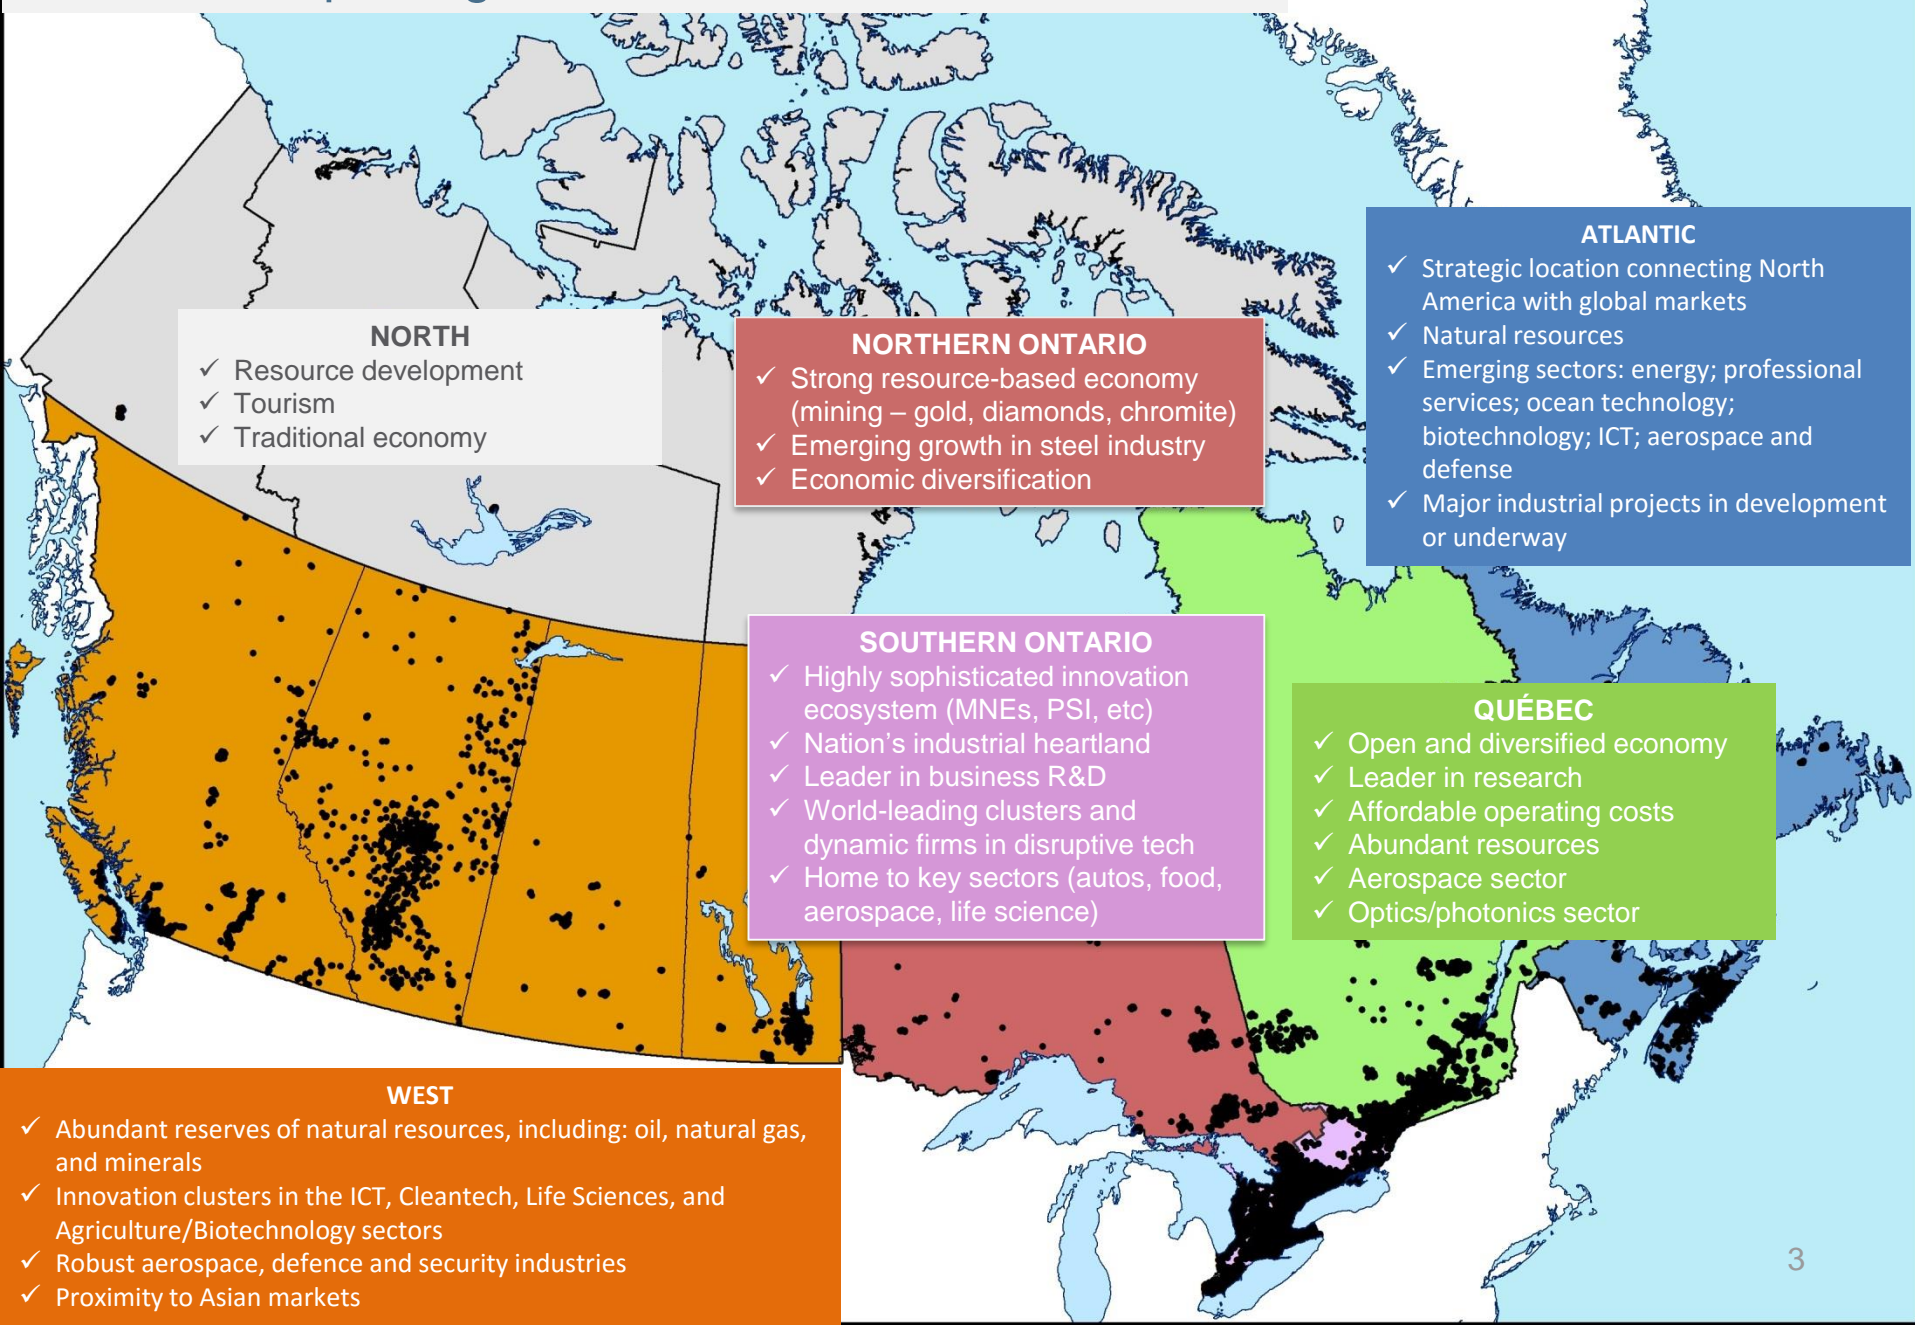 NORTH
✓ Resource development
✓ Tourism
✓ Traditional economy
NORTHERN ONTARIO
✓ Strong resource-based economy
(mining – gold, diamonds, chromite)
✓ Emerging growth in steel industry
✓ Economic diversification
ATLANTIC
✓ Strategic location connecting North
America with global markets
✓ Natural resources
✓ Emerging sectors: energy; professional
services; ocean technology;
biotechnology; ICT; aerospace and
defense
✓ Major industrial projects in development
or underway
SOUTHERN ONTARIO
✓ Highly sophisticated innovation
ecosystem (MNEs, PSI, etc)
✓ Nation's industrial heartland
✓ Leader in business R&D
✓ World-leading clusters and
dynamic firms in disruptive tech
✓ Home to key sectors (autos, food,
aerospace, life science)
QUÉBEC
✓ Open and diversified economy
✓ Leader in research
✓ Affordable operating costs
✓ Abundant resources
✓ Aerospace sector
✓ Optics/photonics sector
WEST
✓ Abundant reserves of natural resources, including: oil, natural gas,
and minerals
✓ Innovation clusters in the ICT, Cleantech, Life Sciences, and
Agriculture/Biotechnology sectors
✓ Robust aerospace, defence and security industries
✓ Proximity to Asian markets
3